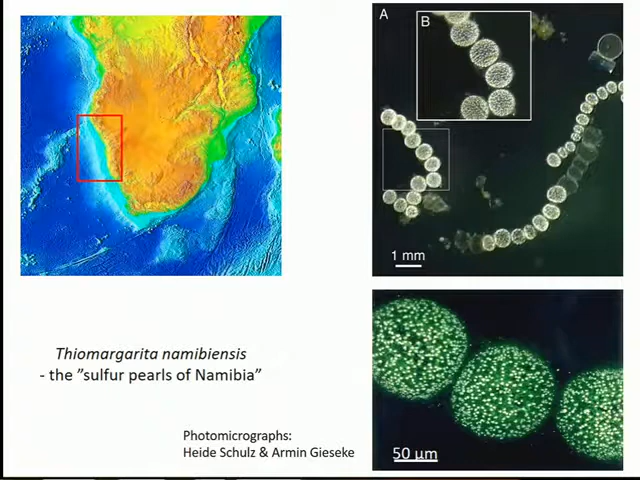 A
B
1 mm
Thiomargarita namibiensis
- the ”sulfur pearls of Namibia”
Photomicrographs:
Heide Schulz & Armin Gieseke
50 µm